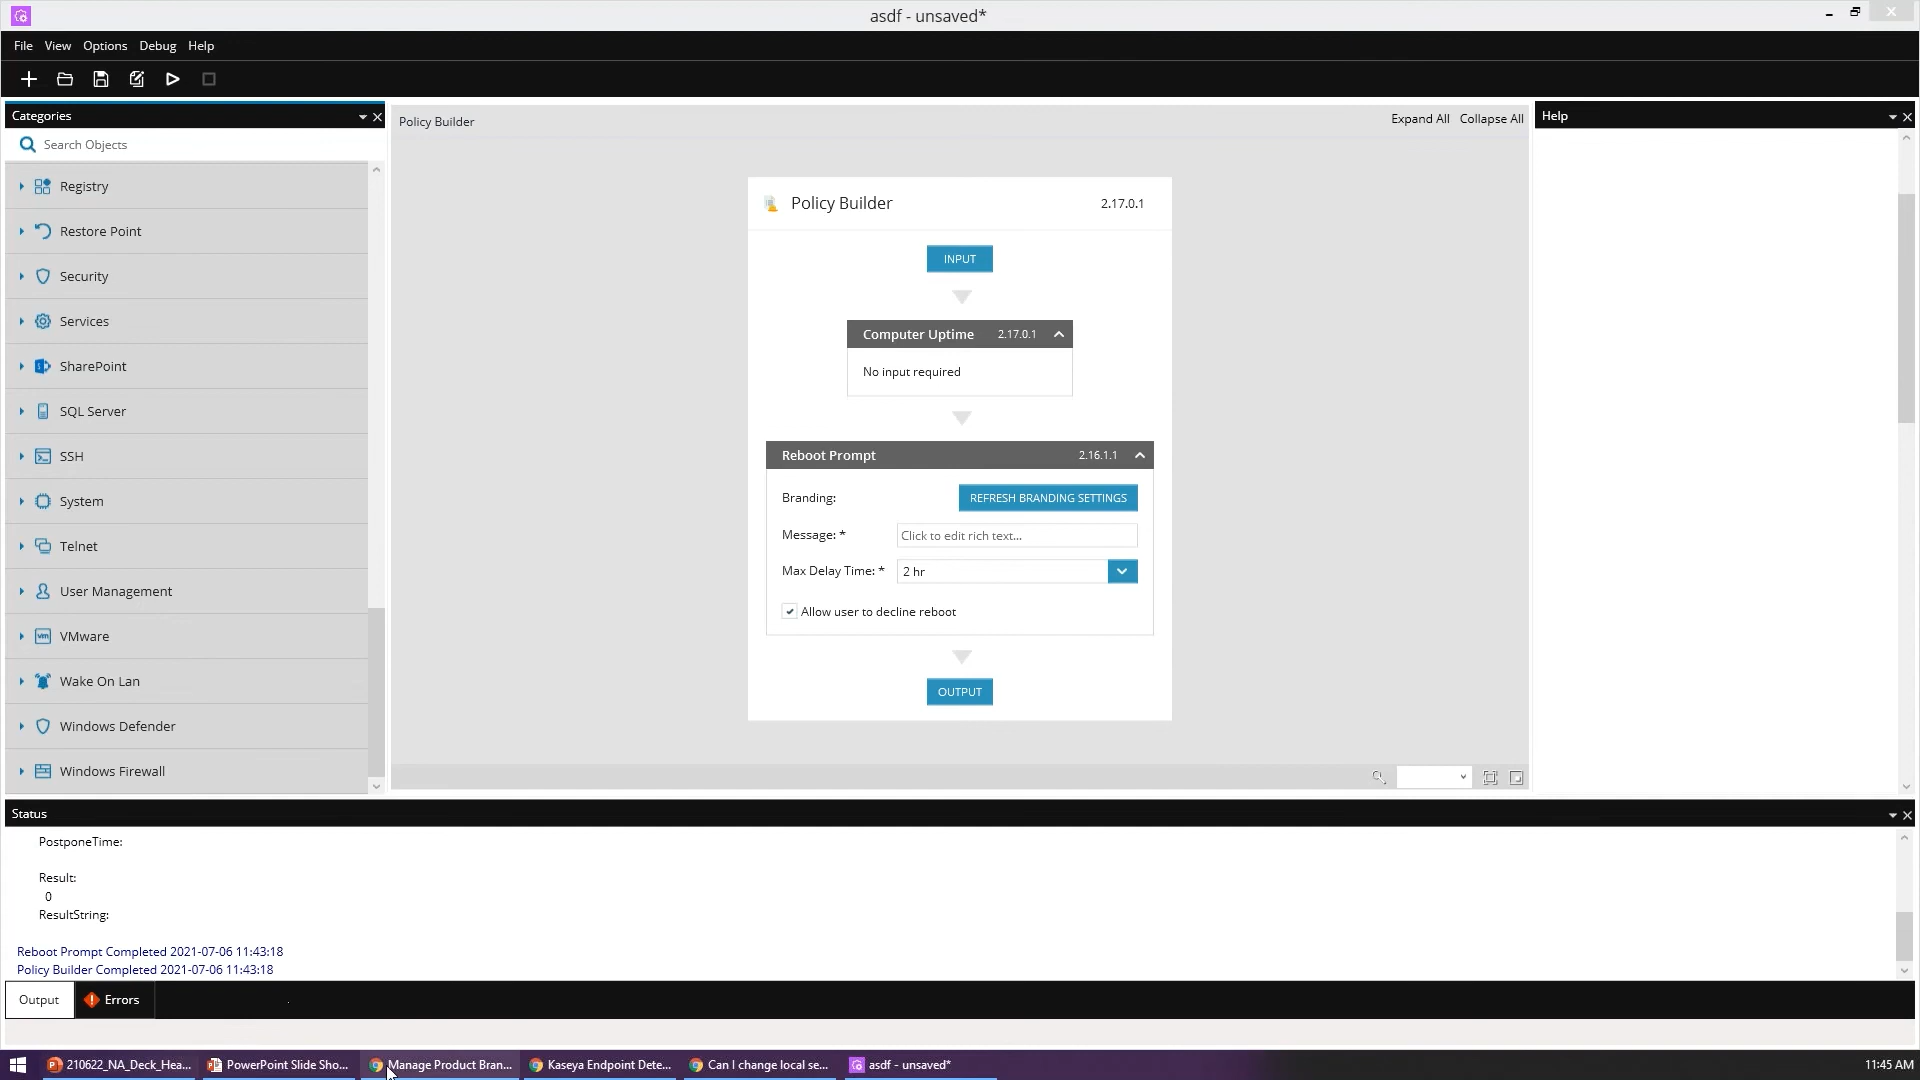 asdf - unsaved*
File View Options Debug Help
Categories
Search Objects
Registry
Restore Point
Security
Services
SharePoint
SQL Server
SSH
System
Telnet
User Management
VMware
Wake On Lan
Windows Defender
Windows Firewall
Policy Builder
Expand All Collapse All
Policy Builder 2.17.0.1
INPUT
Computer Uptime 2.17.0.1
No input required
Reboot Prompt 2.16.1.1
Branding: REFRESH BRANDING SETTINGS
Message: * Click to edit rich text...
Max Delay Time: * 2 hr
Allow user to decline reboot
OUTPUT
Help
Status
PostponeTime:
Result:
0
ResultString:
Reboot Prompt Completed 2021-07-06 11:43:18
Policy Builder Completed 2021-07-06 11:43:18
Output Errors
210622_NA_Deck_Hea... PowerPoint Slide Sho... Manage Product Bran... Kaseya Endpoint Dete... Can I change local se... asdf - unsaved* 11:45 AM